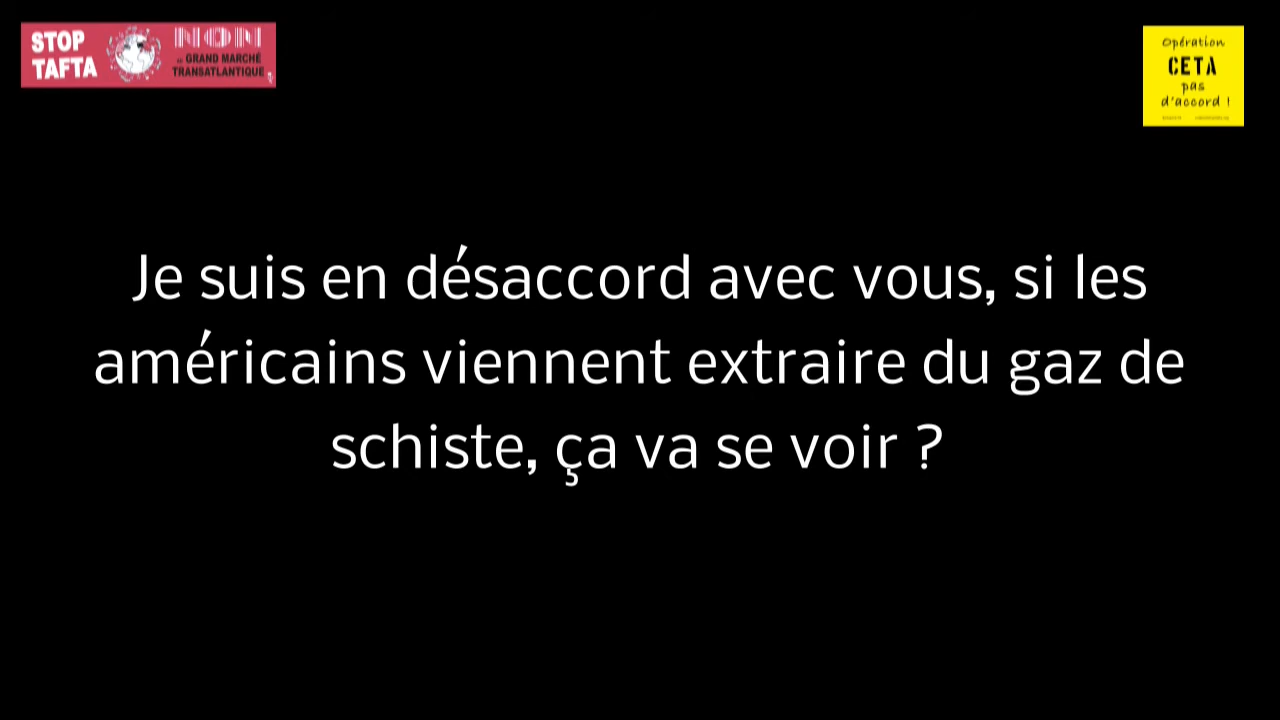 STOP
TAFTA
NON
GRAND MARCHÉ
TRANSATLANTIQUE
Opération
CETA
pas
d'accord !
Je suis en désaccord avec vous, si les
américains viennent extraire du gaz de
schiste, ça va se voir ?